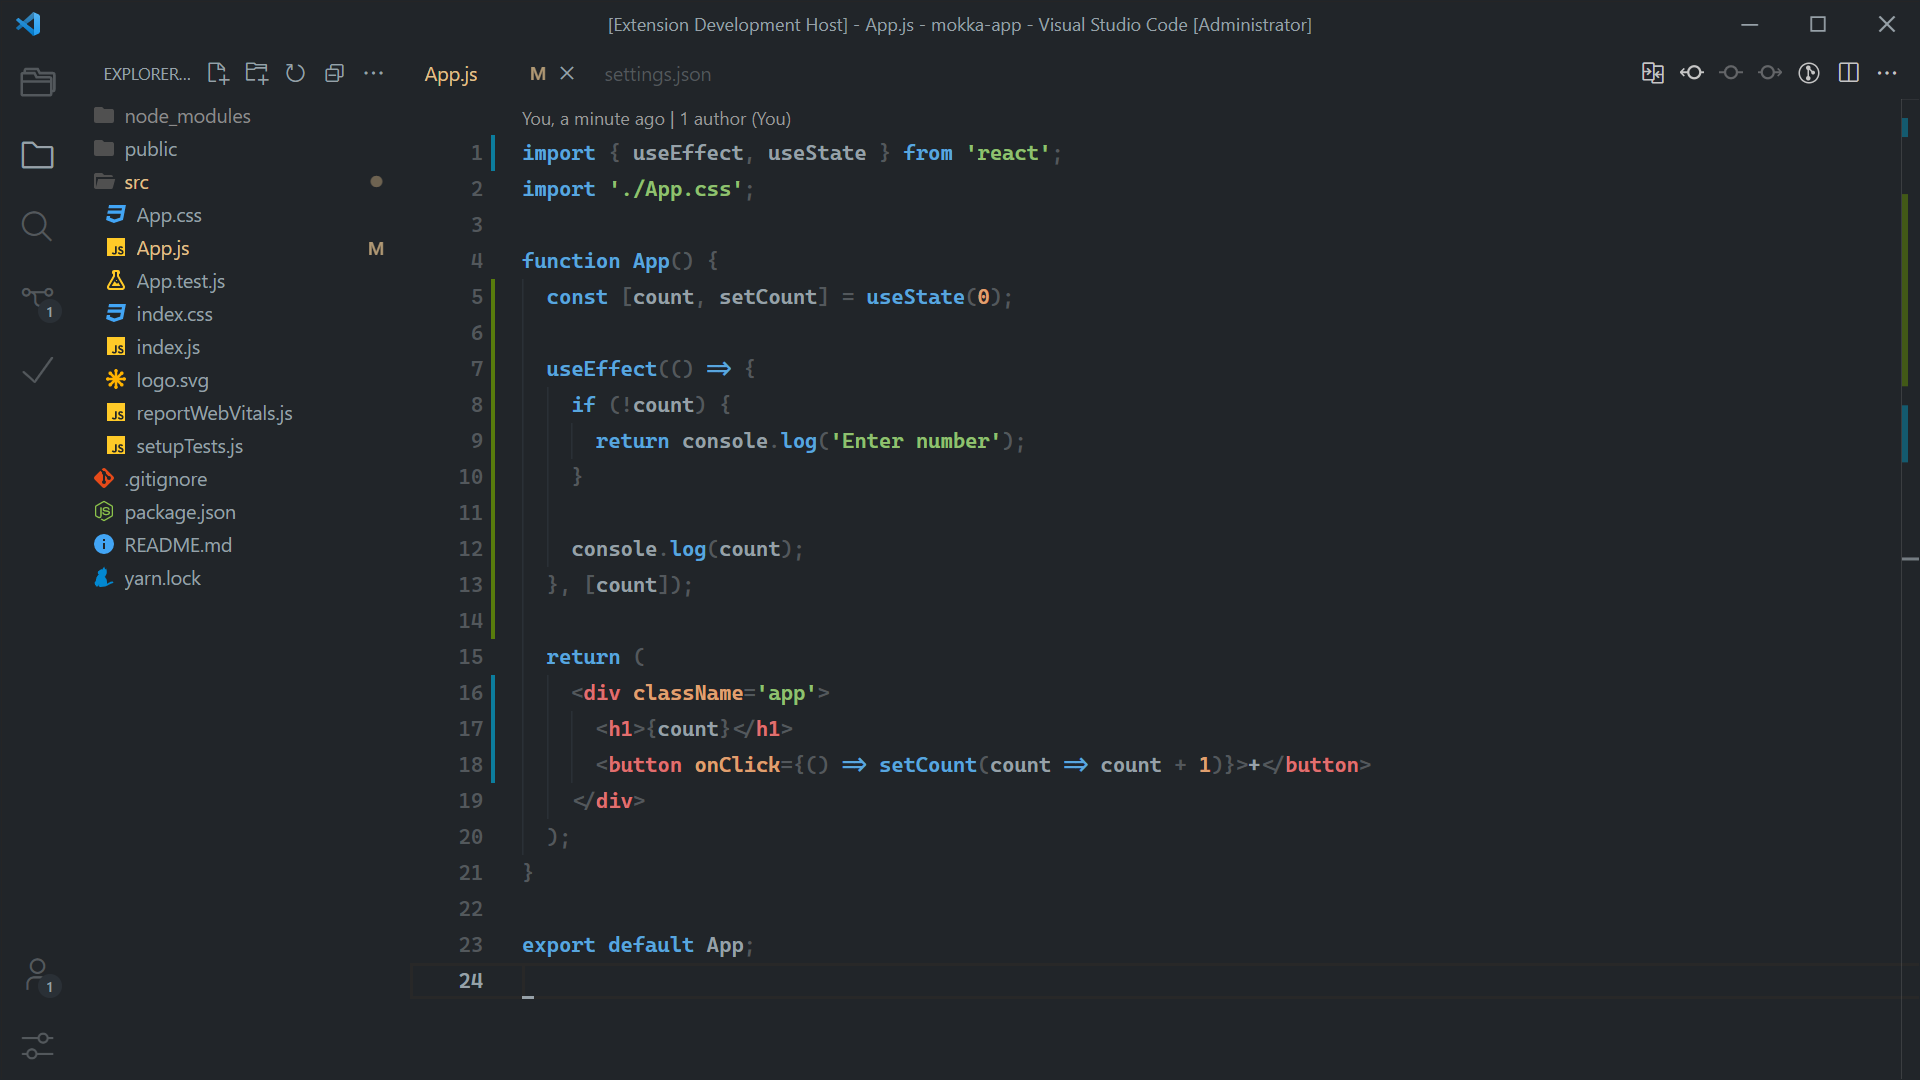 [Extension Development Host] - App.js - mokka-app - Visual Studio Code [Administrator]
EXPLORER...
App.js M
settings.json
node_modules
public
src
App.css
App.js M
App.test.js
index.css
index.js
logo.svg
reportWebVitals.js
setupTests.js
.gitignore
package.json
README.md
yarn.lock
1
1
You, a minute ago | 1 author (You)
1 import { useEffect, useState } from 'react';
2 import './App.css';
3
4 function App() {
5 const [count, setCount] = useState(0);
6
7 useEffect(() => {
8 if (!count) {
9 return console.log('Enter number');
10 }
11
12 console.log(count);
13 }, [count]);
14
15 return (
16 <div className='app'>
17 <h1>{count}</h1>
18 <button onClick={() => setCount(count => count + 1)}>+</button>
19 </div>
20 );
21 }
22
23 export default App;
24